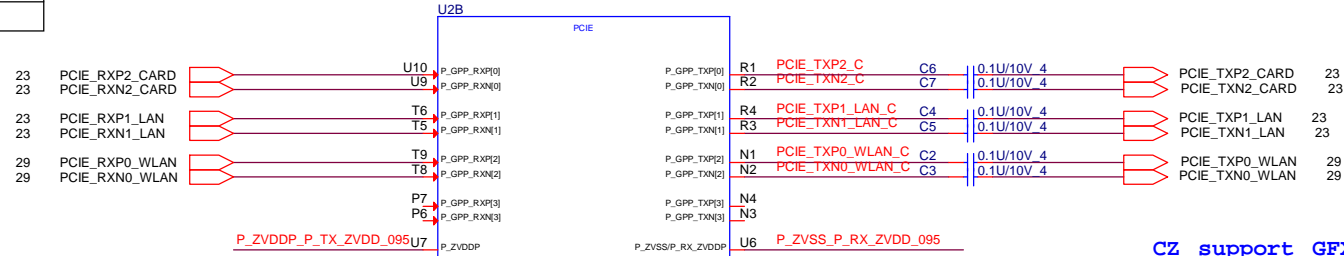 U2B
PCIE
23 PCIE_RXP2_CARD U10 P_GPP_RXP[0] P_GPP_TXP[0] R1 PCIE_TXP2_C C6 0.1U/10V_4 PCIE_TXP2_CARD 23
23 PCIE_RXN2_CARD U9 P_GPP_RXN[0] P_GPP_TXN[0] R2 PCIE_TXN2_C C7 0.1U/10V_4 PCIE_TXN2_CARD 23
23 PCIE_RXP1_LAN T6 P_GPP_RXP[1] P_GPP_TXP[1] R4 PCIE_TXP1_LAN_C C4 0.1U/10V_4 PCIE_TXP1_LAN 23
23 PCIE_RXN1_LAN T5 P_GPP_RXN[1] P_GPP_TXN[1] R3 PCIE_TXN1_LAN_C C5 0.1U/10V_4 PCIE_TXN1_LAN 23
29 PCIE_RXP0_WLAN T9 P_GPP_RXP[2] P_GPP_TXP[2] N1 PCIE_TXP0_WLAN_C C2 0.1U/10V_4 PCIE_TXP0_WLAN 29
29 PCIE_RXN0_WLAN T8 P_GPP_RXN[2] P_GPP_TXN[2] N2 PCIE_TXN0_WLAN_C C3 0.1U/10V_4 PCIE_TXN0_WLAN 29
P7 P_GPP_RXP[3] P_GPP_TXP[3] N4
P6 P_GPP_RXN[3] P_GPP_TXN[3] N3
P_ZVDDP_P_TX_ZVDD_095 U7 P_ZVDDP P_ZVSS/P_RX_ZVDDP U6 P_ZVSS_P_RX_ZVDD_095
CZ support GFX